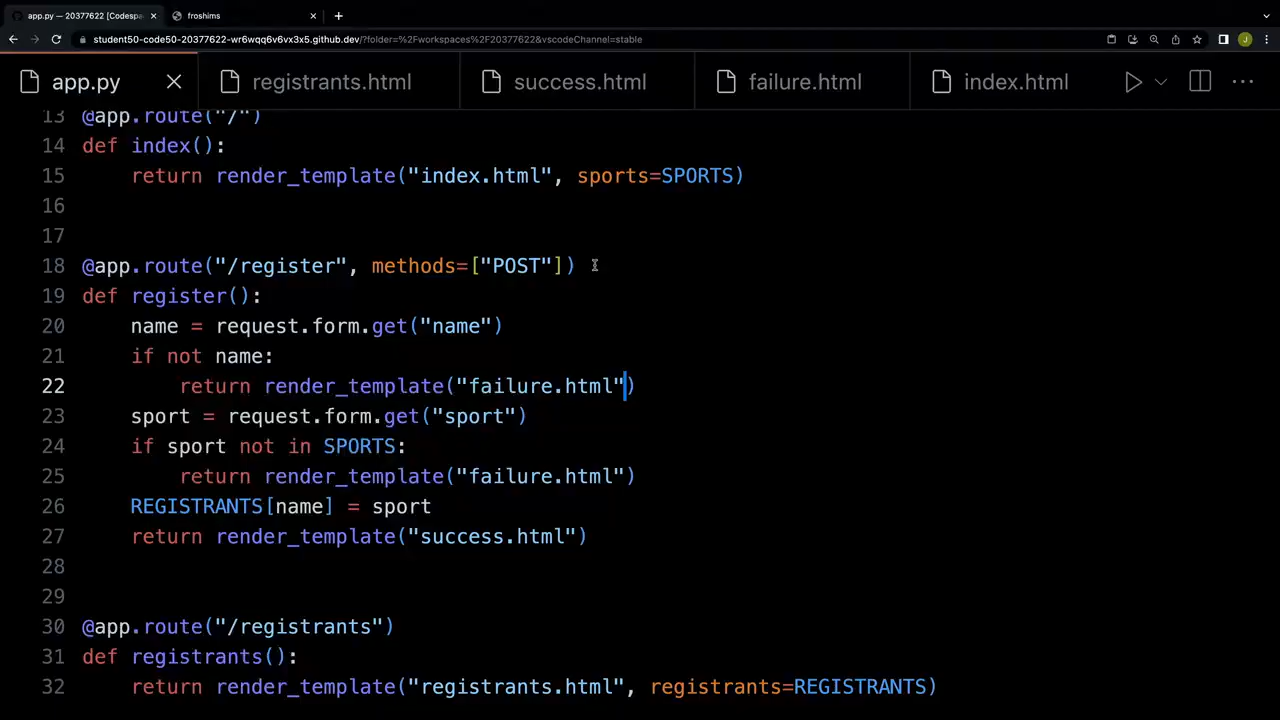 app.py — 20377622 [Codespa
froshims
student50-code50-20377622-wr6wqq6v6vx3x5.github.dev/?folder=%2Fworkspaces%2F20377622&vscodeChannel=stable
J
app.py
registrants.html
success.html
failure.html
index.html
13 @app.route("/")
14 def index():
15     return render_template("index.html", sports=SPORTS)
16
17
18 @app.route("/register", methods=["POST"])
19 def register():
20     name = request.form.get("name")
21     if not name:
22         return render_template("failure.html")
23     sport = request.form.get("sport")
24     if sport not in SPORTS:
25         return render_template("failure.html")
26     REGISTRANTS[name] = sport
27     return render_template("success.html")
28
29
30 @app.route("/registrants")
31 def registrants():
32     return render_template("registrants.html", registrants=REGISTRANTS)